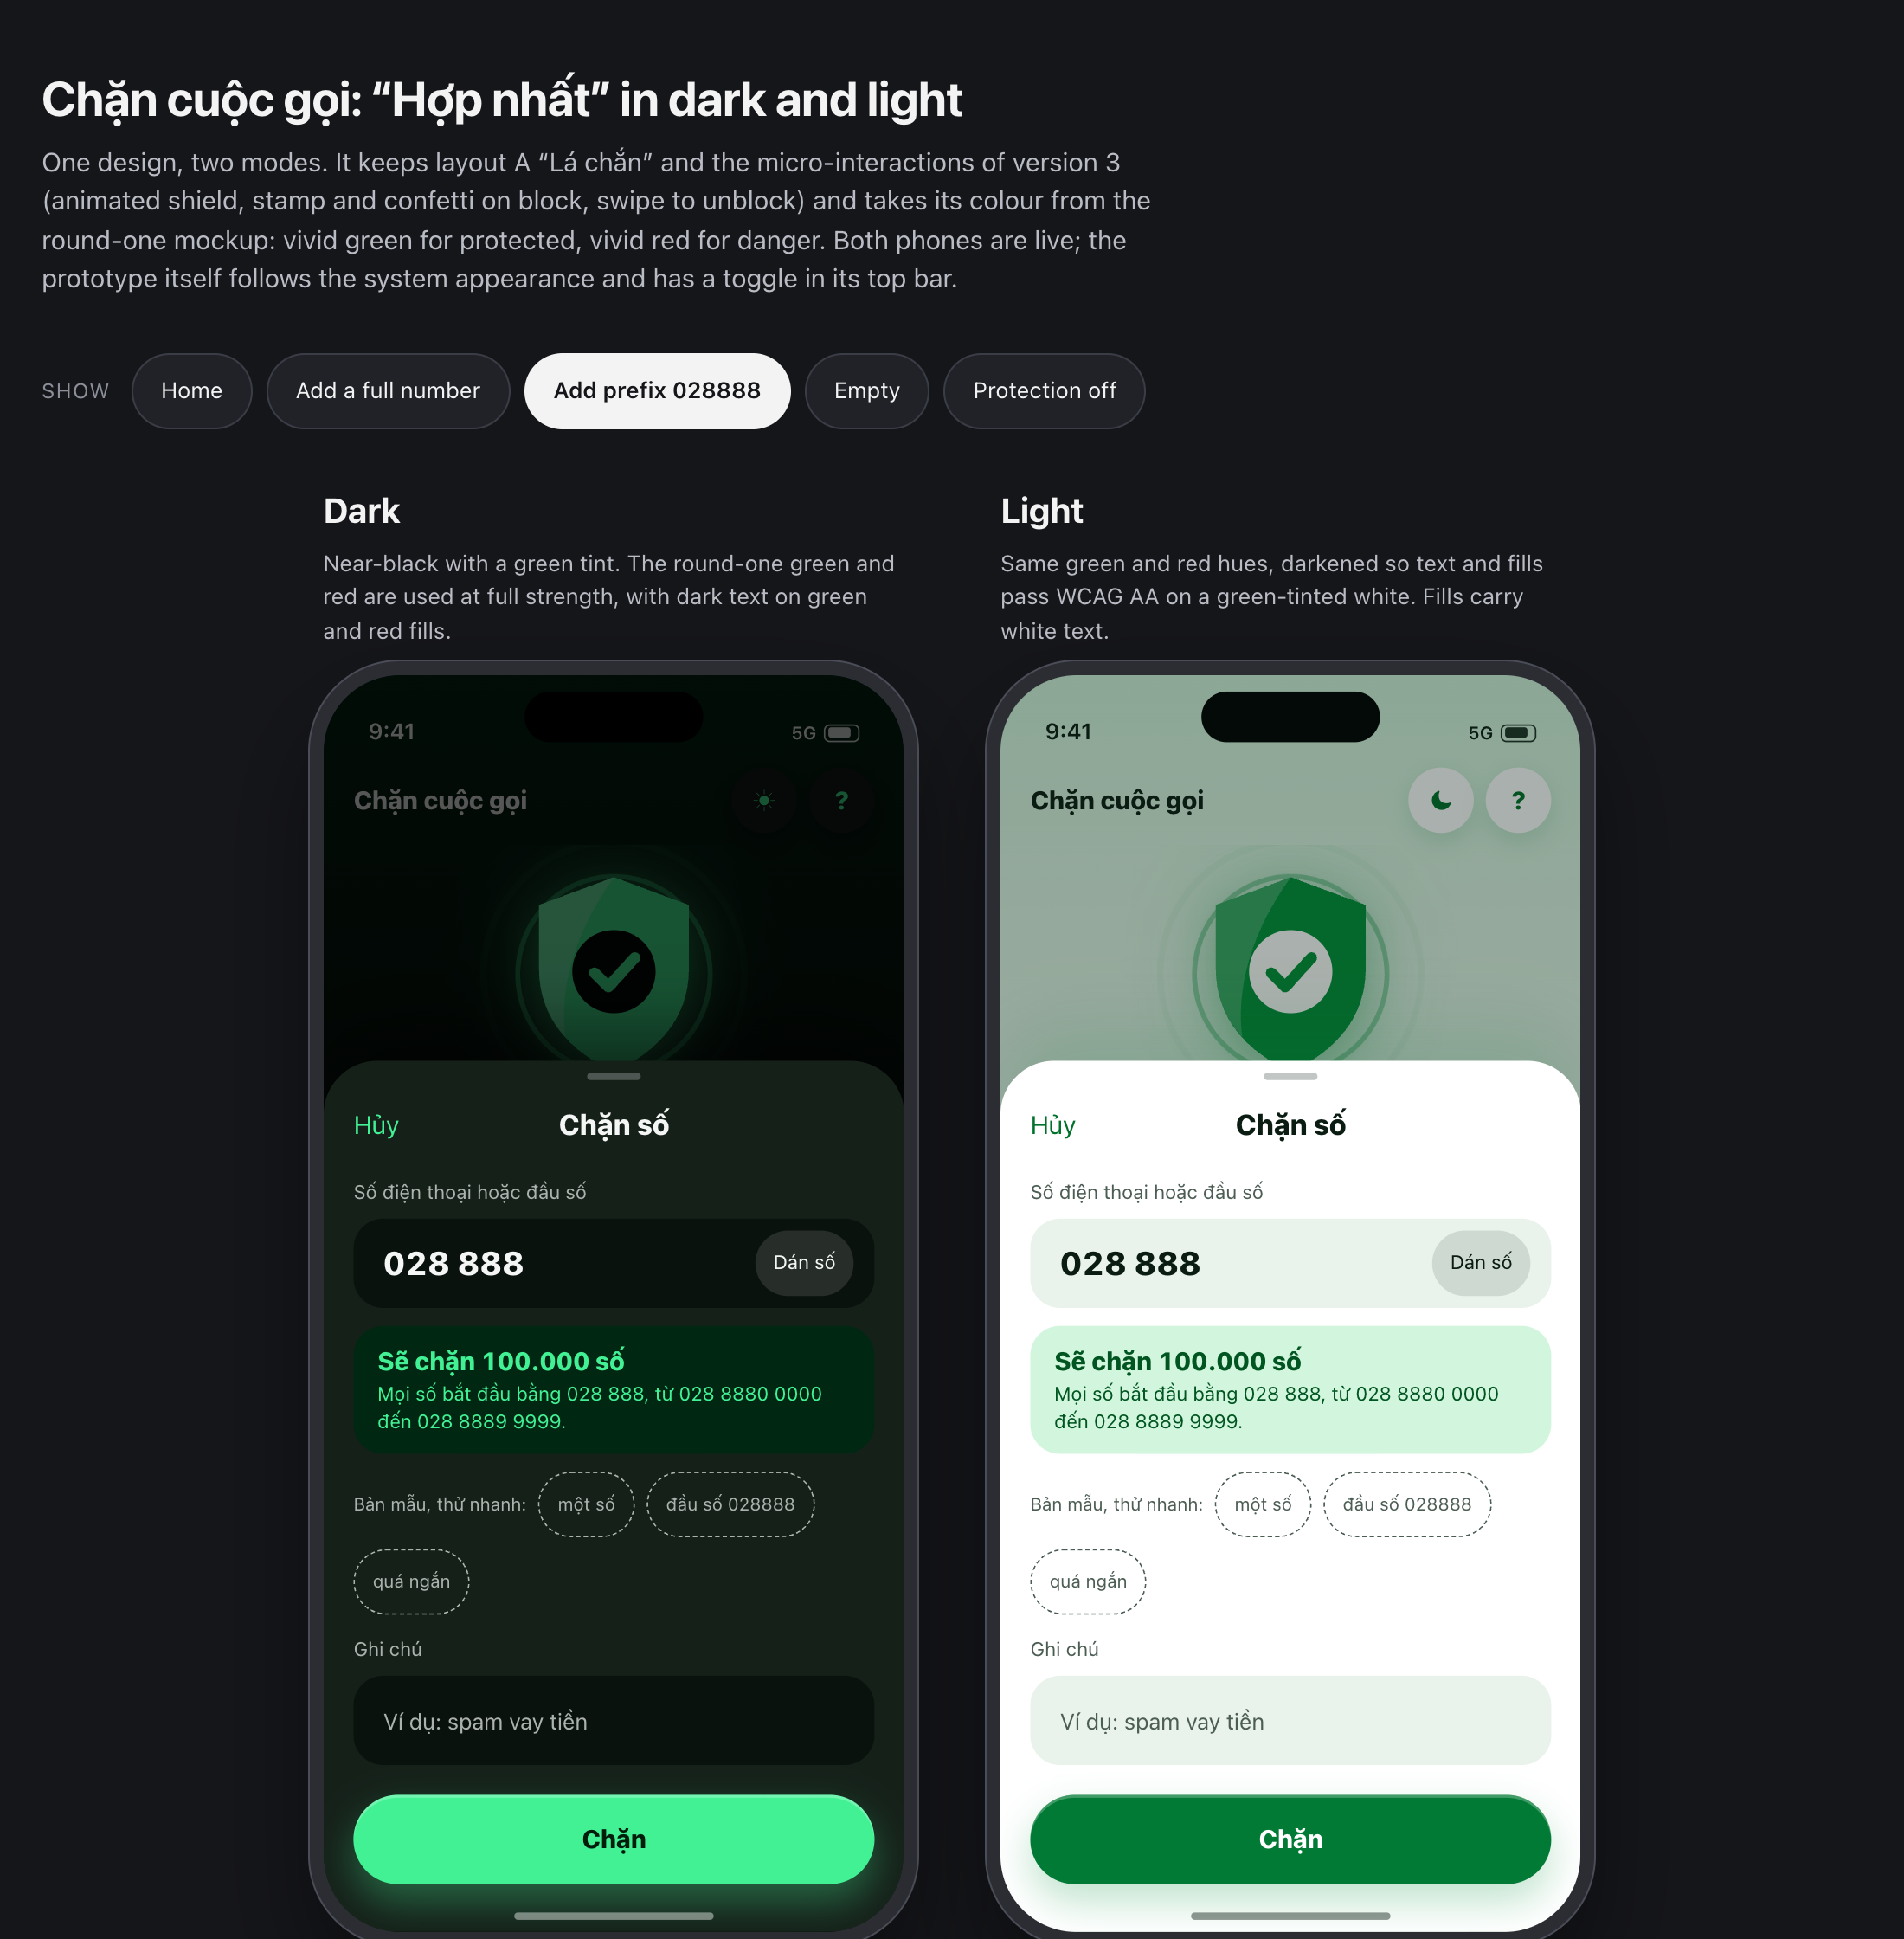 Chặn cuộc gọi: “Hợp nhất” in dark and light
One design, two modes. It keeps layout A “Lá chắn” and the micro-interactions of version 3
(animated shield, stamp and confetti on block, swipe to unblock) and takes its colour from the
round-one mockup: vivid green for protected, vivid red for danger. Both phones are live; the
prototype itself follows the system appearance and has a toggle in its top bar.
SHOW Home Add a full number Add prefix 028888 Empty Protection off
Dark
Near-black with a green tint. The round-one green and
red are used at full strength, with dark text on green
and red fills.
9:41 5G
Chặn cuộc gọi ?
Hủy Chặn số
Số điện thoại hoặc đầu số
028 888 Dán số
Sẽ chặn 100.000 số
Mọi số bắt đầu bằng 028 888, từ 028 8880 0000
đến 028 8889 9999.
Bản mẫu, thử nhanh: một số đầu số 028888
quá ngắn
Ghi chú
Ví dụ: spam vay tiền
Chặn
Light
Same green and red hues, darkened so text and fills
pass WCAG AA on a green-tinted white. Fills carry
white text.
9:41 5G
Chặn cuộc gọi ?
Hủy Chặn số
Số điện thoại hoặc đầu số
028 888 Dán số
Sẽ chặn 100.000 số
Mọi số bắt đầu bằng 028 888, từ 028 8880 0000
đến 028 8889 9999.
Bản mẫu, thử nhanh: một số đầu số 028888
quá ngắn
Ghi chú
Ví dụ: spam vay tiền
Chặn